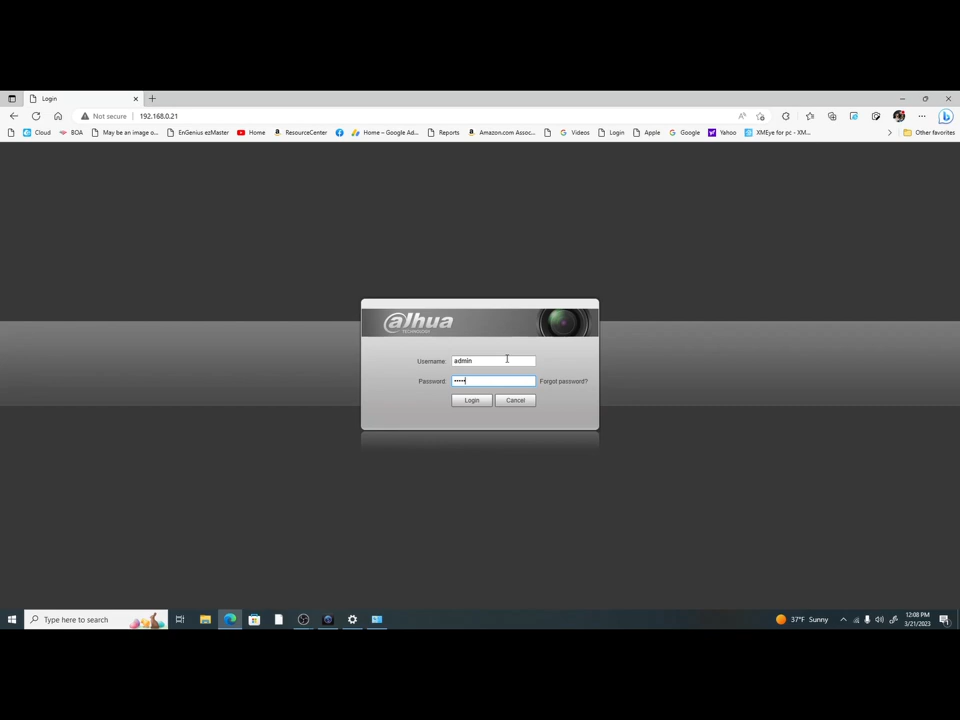 Login
Not secure
192.168.0.21
Cloud
BOA
May be an image o...
EnGenius ezMaster
Home
ResourceCenter
Home – Google Ad...
Reports
Amazon.com Assoc...
Videos
Login
Apple
Google
Yahoo
XMEye for pc - XM...
Other favorites
alhua
TECHNOLOGY
Username: admin
Password: •••••
Forgot password?
Login
Cancel
Type here to search
37°F Sunny
12:08 PM
3/21/2023